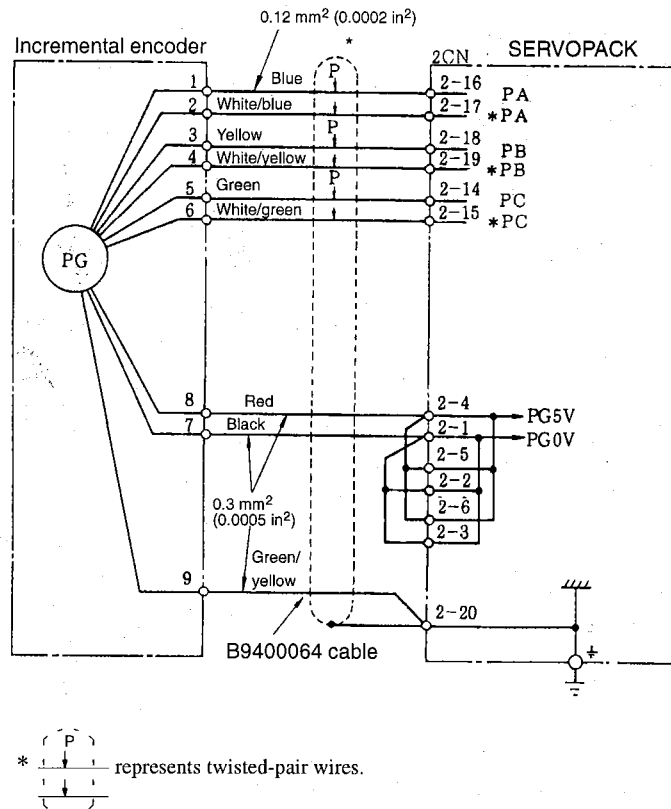 0.12 mm² (0.0002 in²)
Incremental encoder
*
2CN
SERVOPACK
P
1
Blue
2-16
PA
2
White/blue
2-17
*PA
P
3
Yellow
2-18
PB
4
White/yellow
2-19
*PB
P
5
Green
2-14
PC
6
White/green
2-15
*PC
PG
8
Red
2-4
PG5V
7
Black
2-1
PG0V
2-5
2-2
0.3 mm²
(0.0005 in²)
2-6
2-3
Green/
yellow
9
2-20
B9400064 cable
P
* represents twisted-pair wires.